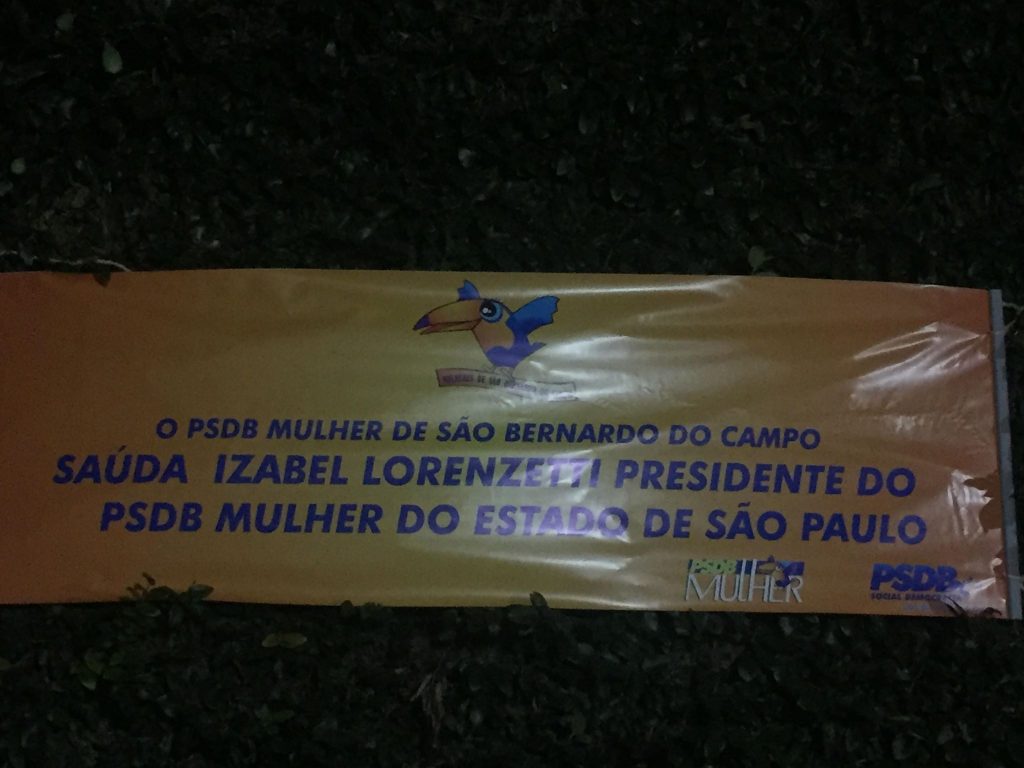 O PSDB MULHER DE SÃO BERNARDO DO CAMPO
SAÚDA IZABEL LORENZETTI PRESIDENTE DO
PSDB MULHER DO ESTADO DE SÃO PAULO
PSDB
MULHER
PSDB
SOCIAL